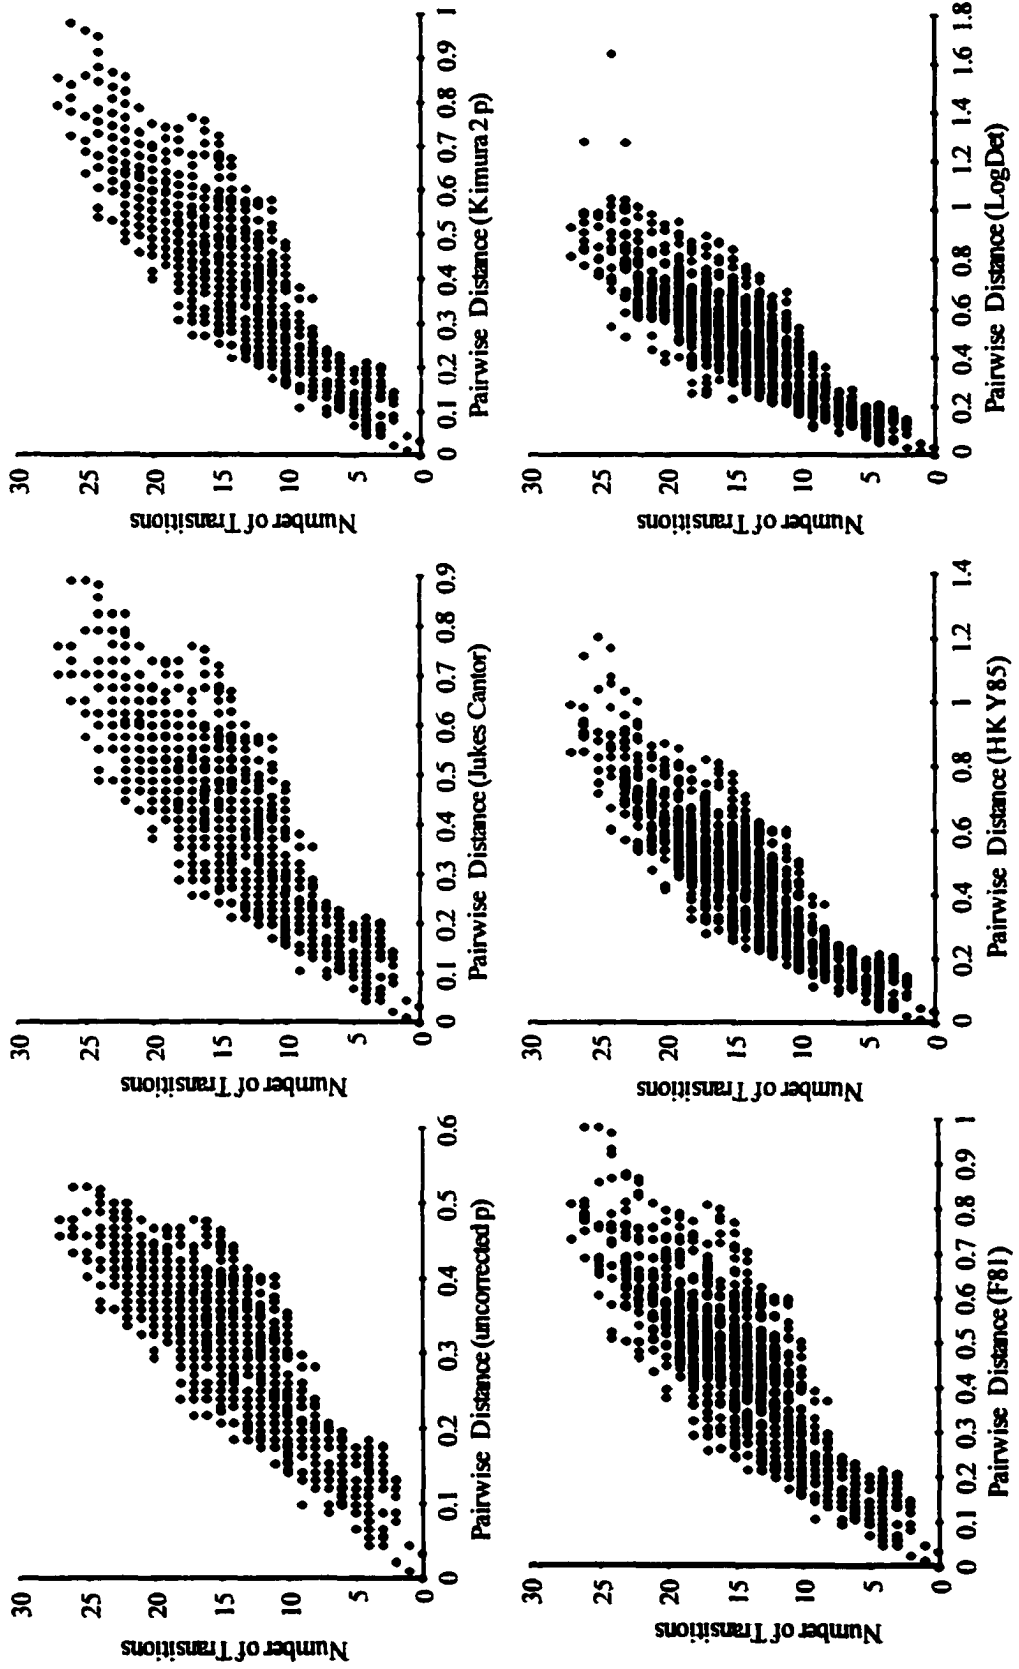 Number of Transitions
30
25
20
15
10
5
0
0 0.1 0.2 0.3 0.4 0.5 0.6
Pairwise Distance (uncorrected p)
Number of Transitions
30
25
20
15
10
5
0
0 0.1 0.2 0.3 0.4 0.5 0.6 0.7 0.8 0.9
Pairwise Distance (Jukes Cantor)
Number of Transitions
30
25
20
15
10
5
0
0 0.1 0.2 0.3 0.4 0.5 0.6 0.7 0.8 0.9 1
Pairwise Distance (Kimura 2 p)
Number of Transitions
30
25
20
15
10
5
0
0 0.1 0.2 0.3 0.4 0.5 0.6 0.7 0.8 0.9 1
Pairwise Distance (F81)
Number of Transitions
30
25
20
15
10
5
0
0 0.2 0.4 0.6 0.8 1 1.2 1.4
Pairwise Distance (HK Y85)
Number of Transitions
30
25
20
15
10
5
0
0 0.2 0.4 0.6 0.8 1 1.2 1.4 1.6 1.8
Pairwise Distance (LogDet)